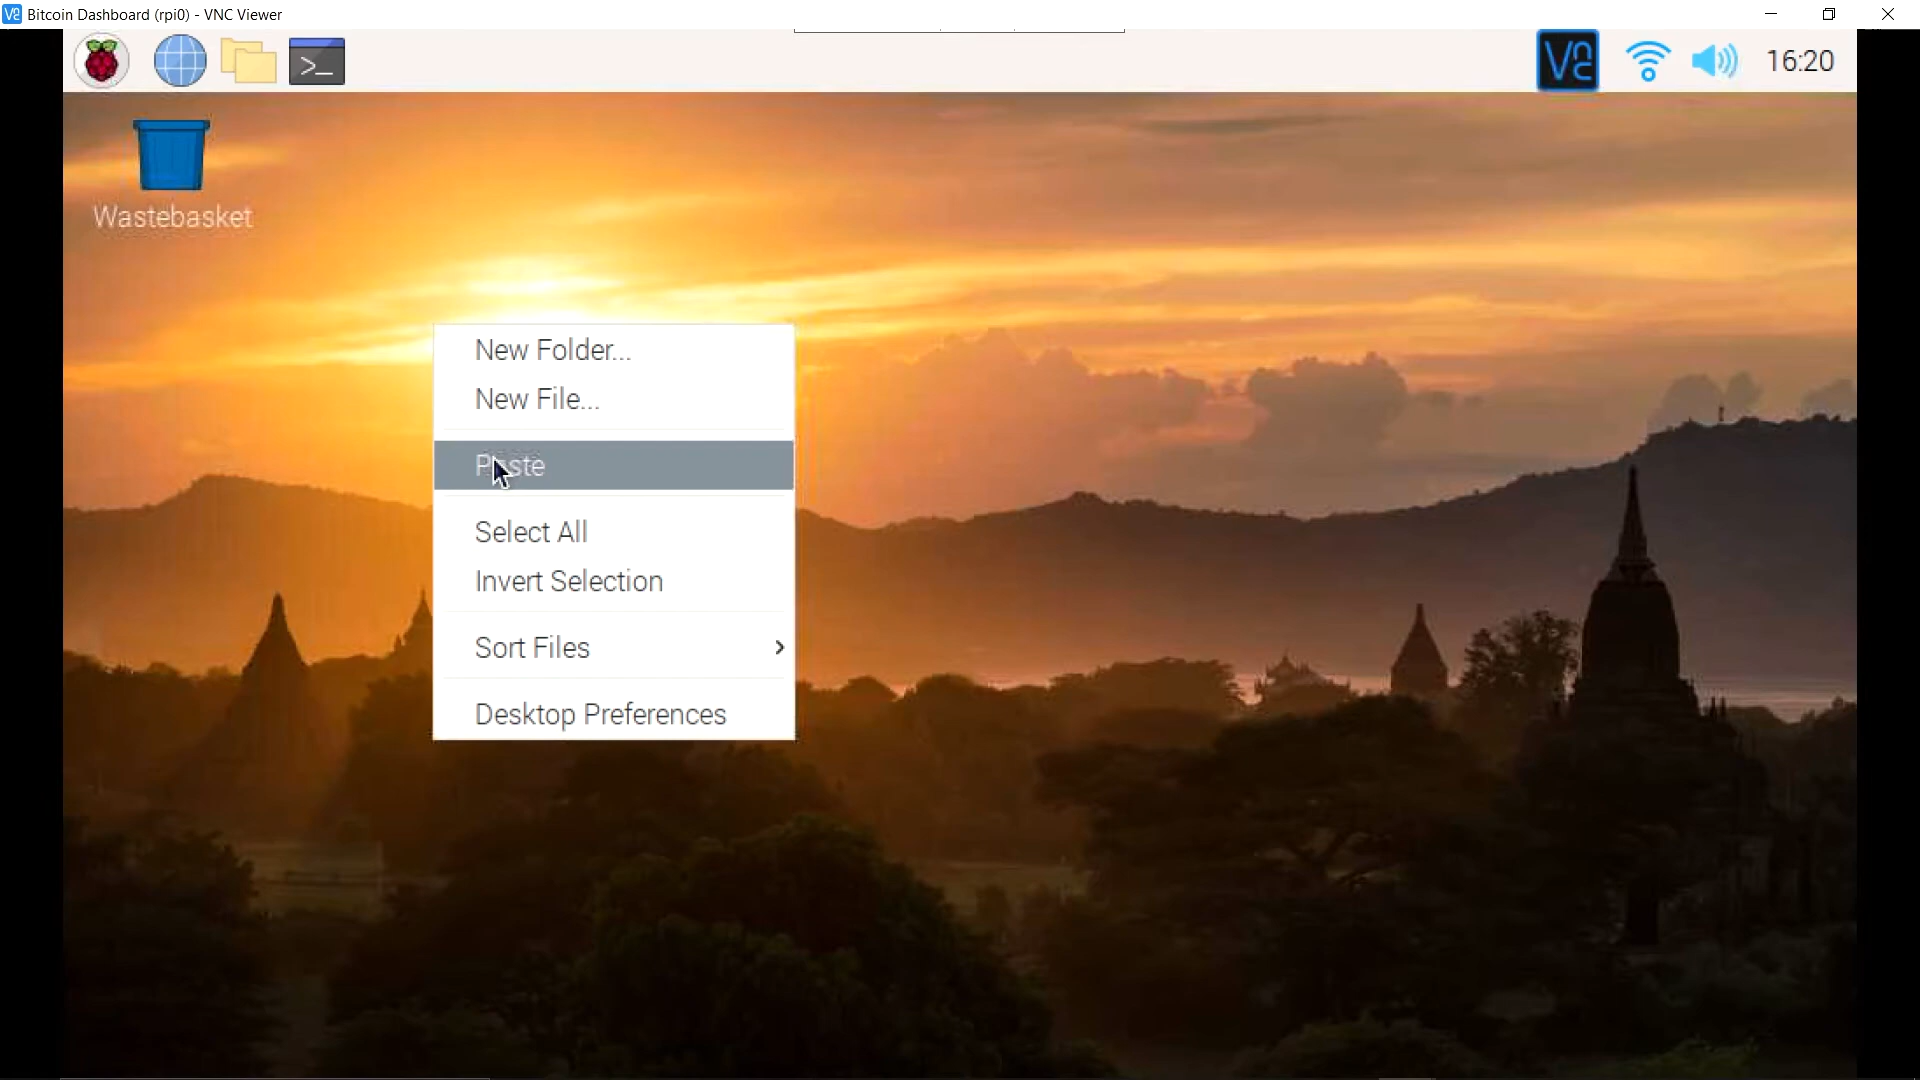 Bitcoin Dashboard (rpi0) - VNC Viewer
>_
16:20
Wastebasket
New Folder...
New File...
Paste
Select All
Invert Selection
Sort Files
Desktop Preferences